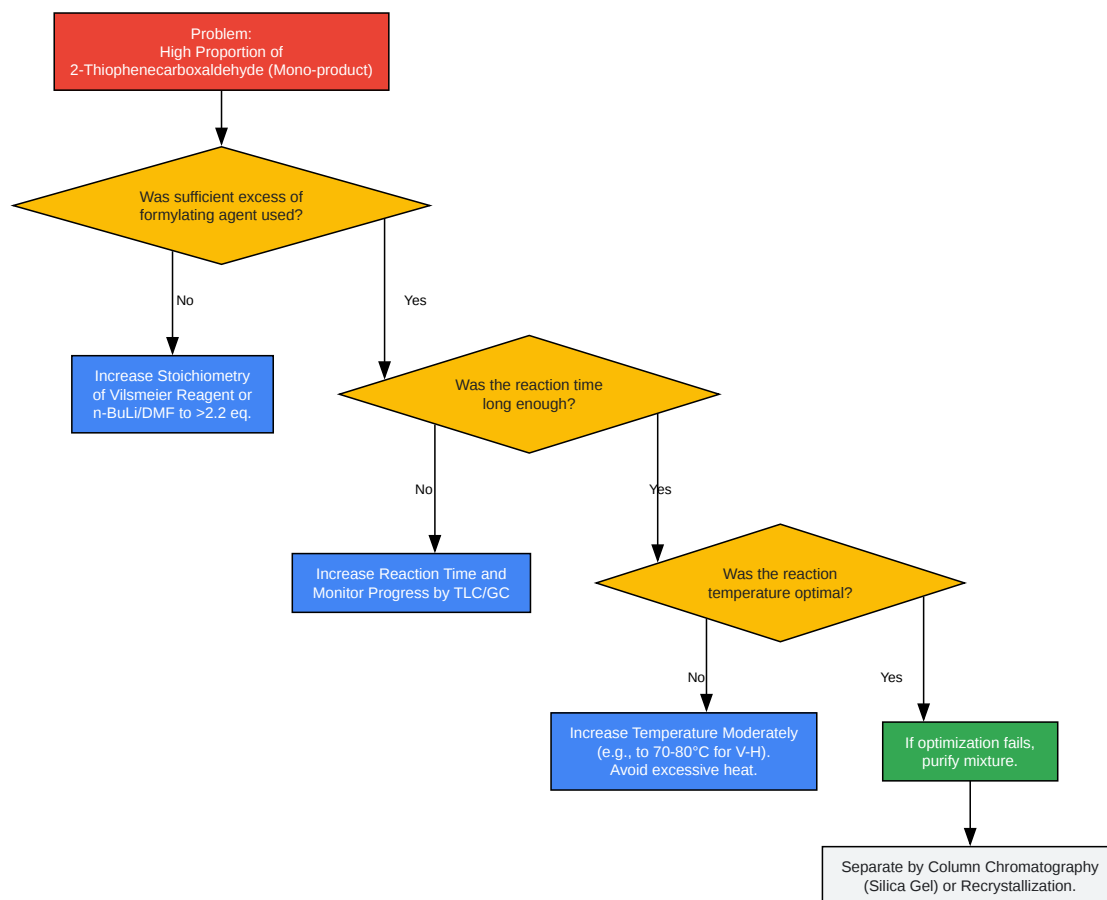 Problem:
High Proportion of
2-Thiophenecarboxaldehyde (Mono-product)
Was sufficient excess of
formylating agent used?
No
Yes
Increase Stoichiometry
of Vilsmeier Reagent or
n-BuLi/DMF to >2.2 eq.
Was the reaction time
long enough?
No
Yes
Increase Reaction Time and
Monitor Progress by TLC/GC
Was the reaction
temperature optimal?
No
Yes
Increase Temperature Moderately
(e.g., to 70-80°C for V-H).
Avoid excessive heat.
If optimization fails,
purify mixture.
Separate by Column Chromatography
(Silica Gel) or Recrystallization.